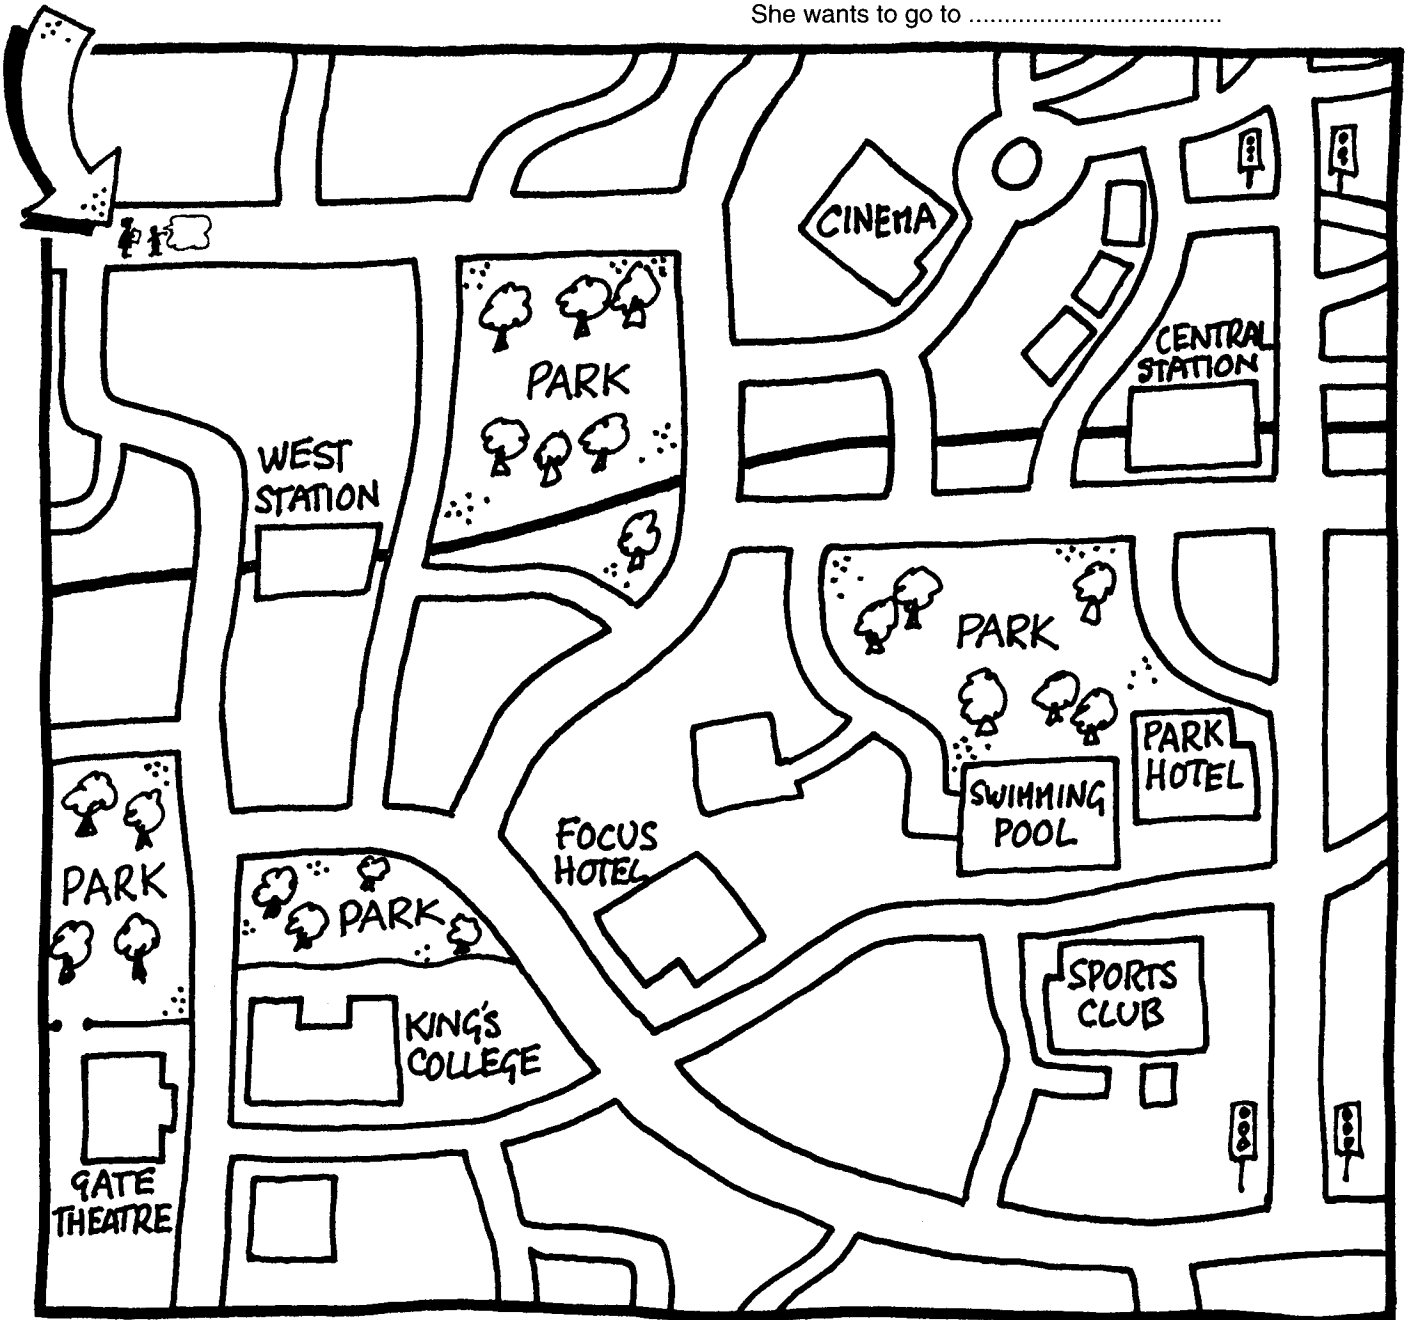 She wants to go to ...................................
CINEMA
CENTRAL
STATION
PARK
WEST
STATION
PARK
PARK
HOTEL
SWIMMING
POOL
FOCUS
HOTEL
PARK
PARK
SPORTS
CLUB
KING'S
COLLEGE
GATE
THEATRE